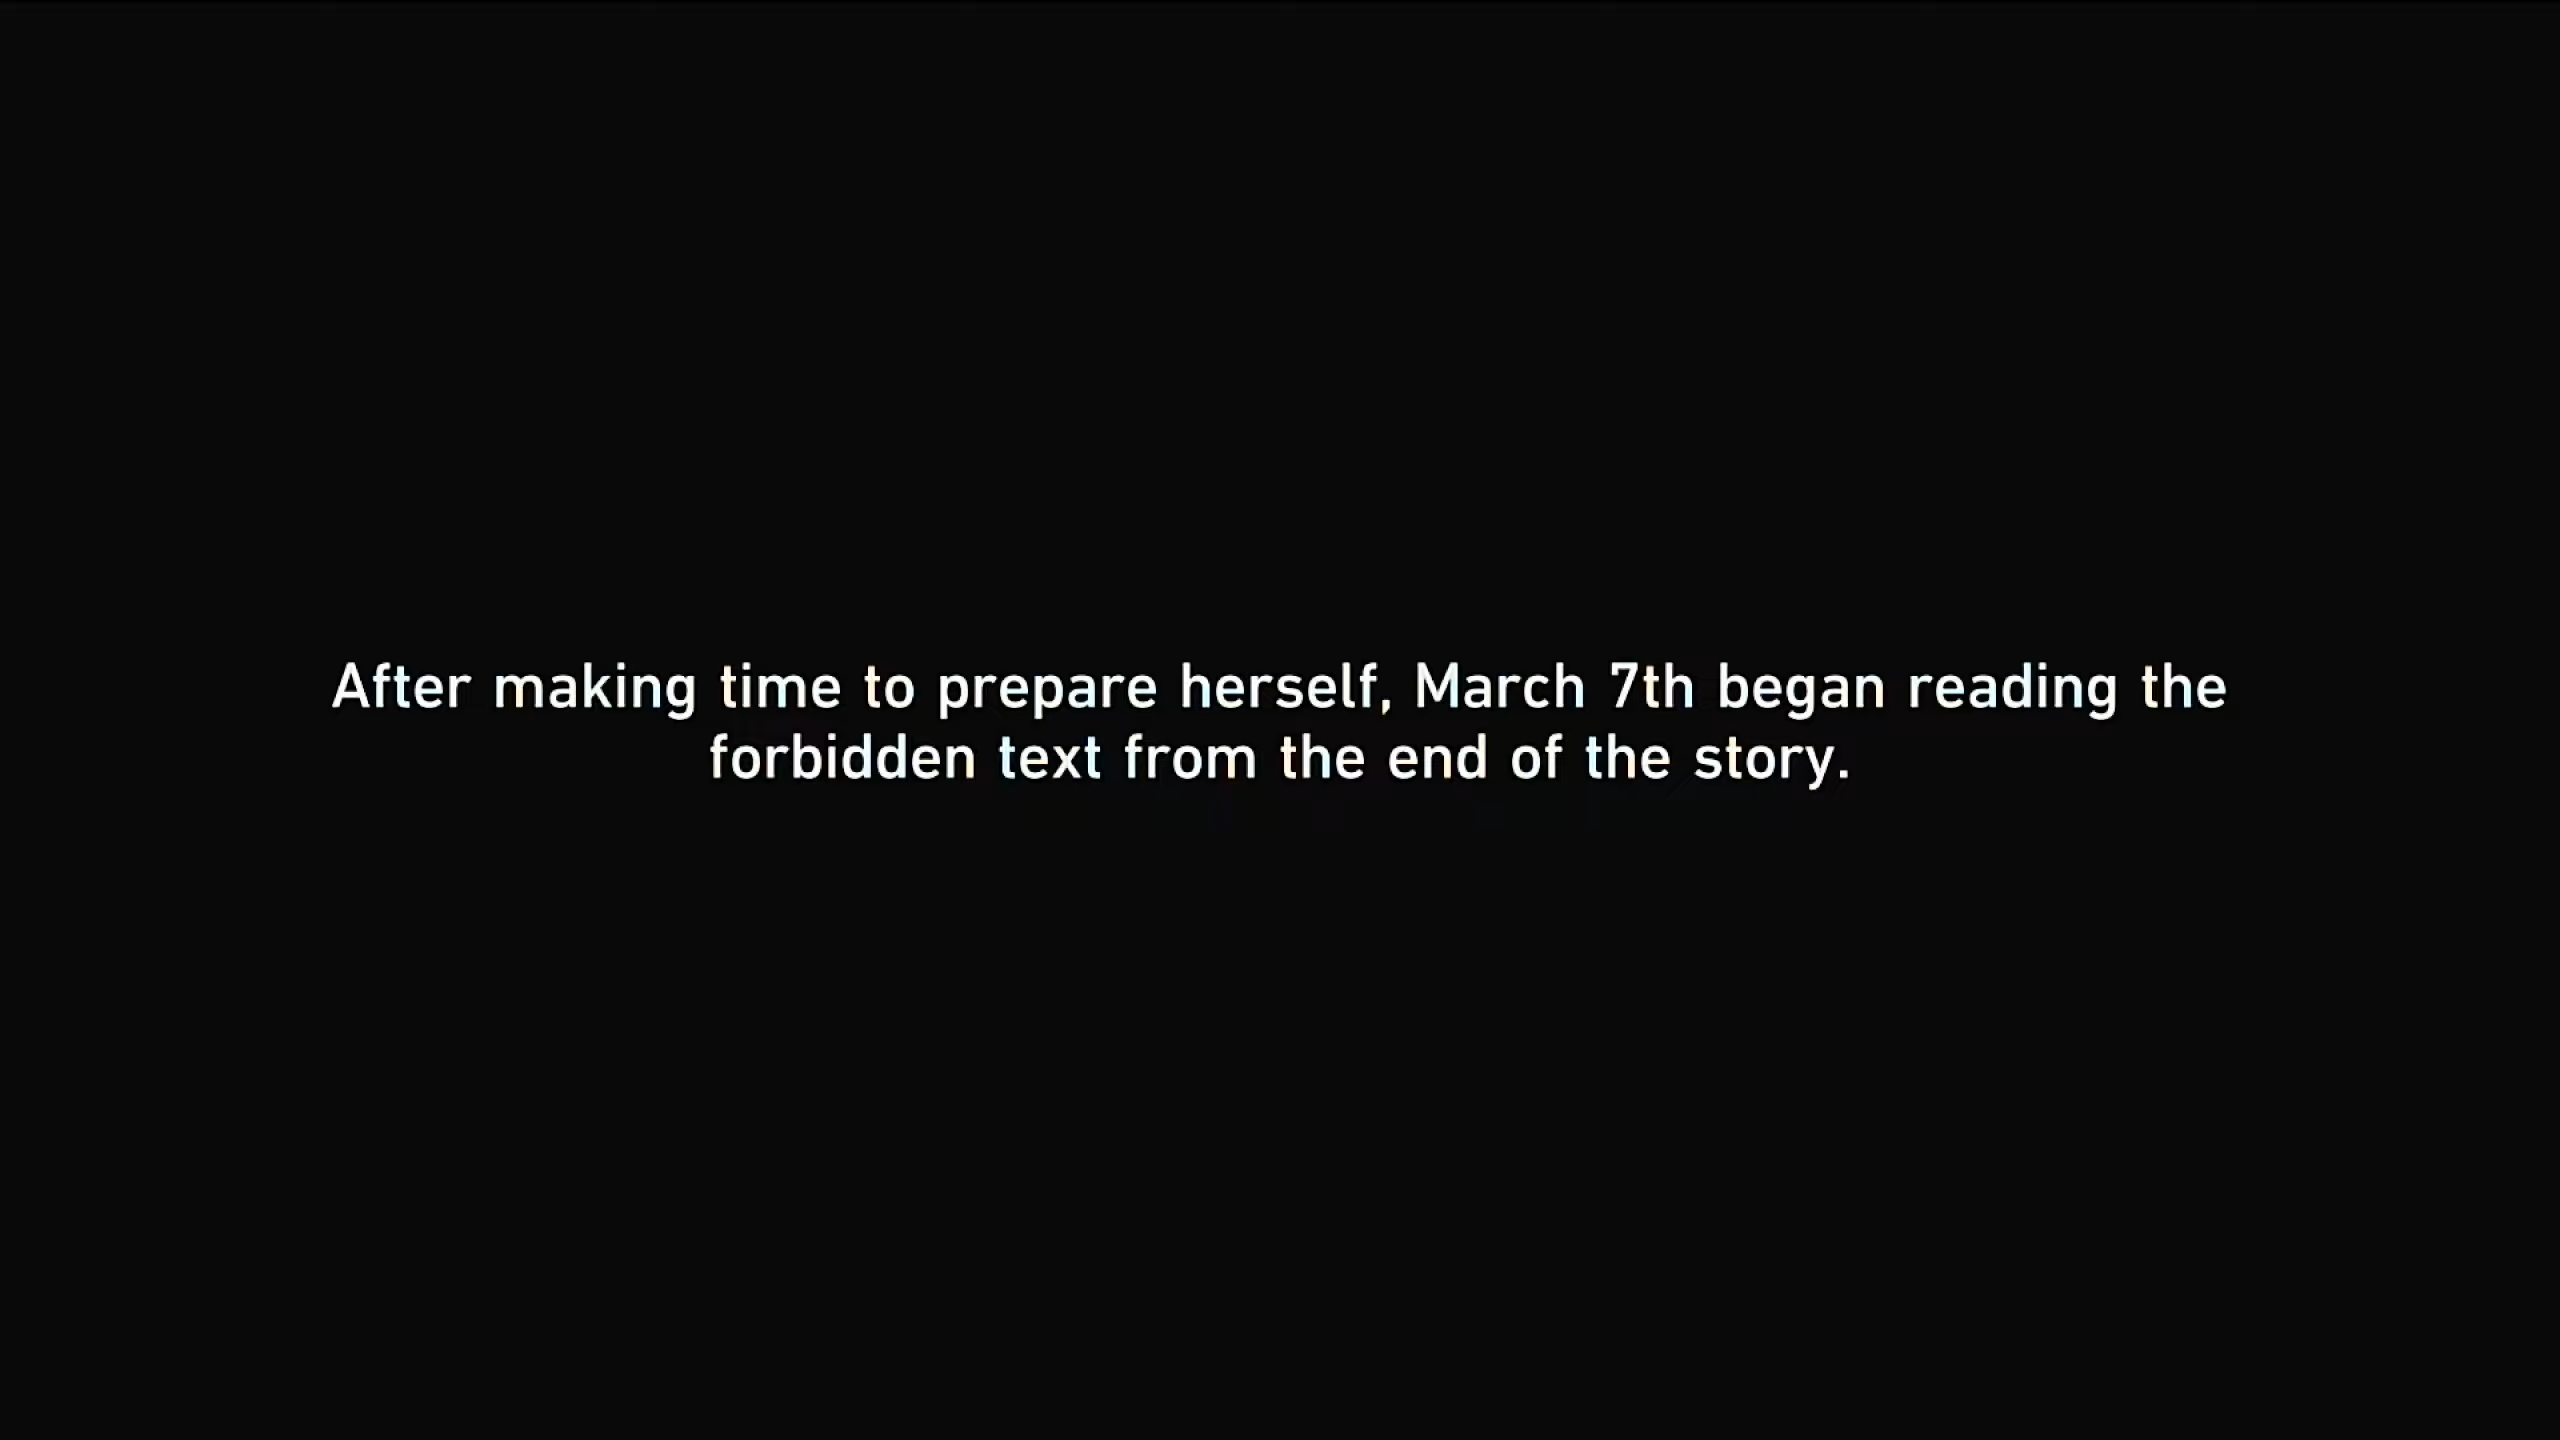 After making time to prepare herself, March 7th began reading the
forbidden text from the end of the story.